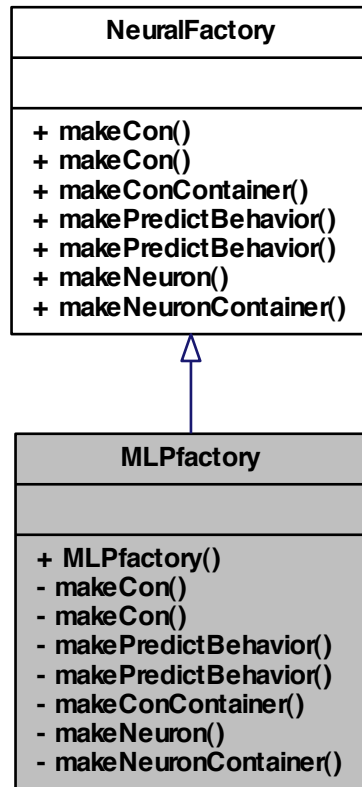 NeuralFactory
+ makeCon()
+ makeCon()
+ makeConContainer()
+ makePredictBehavior()
+ makePredictBehavior()
+ makeNeuron()
+ makeNeuronContainer()
MLPfactory
+ MLPfactory()
- makeCon()
- makeCon()
- makePredictBehavior()
- makePredictBehavior()
- makeConContainer()
- makeNeuron()
- makeNeuronContainer()